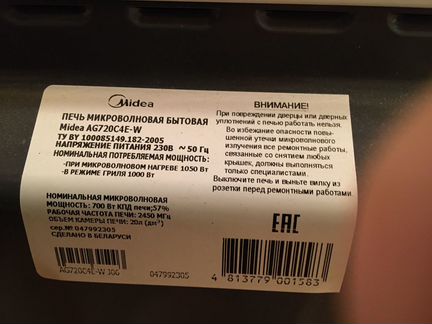 Midea
ПЕЧЬ МИКРОВОЛНОВАЯ БЫТОВАЯ
Midea AG720C4E-W
ТУ BY 100085149.182-2005
НАПРЯЖЕНИЕ ПИТАНИЯ 230В ~ 50 Гц
НОМИНАЛЬНАЯ ПОТРЕБЛЯЕМАЯ МОЩНОСТЬ:
-ПРИ МИКРОВОЛНОВОМ НАГРЕВЕ 1050 Вт
-В РЕЖИМЕ ГРИЛЯ 1000 Вт
НОМИНАЛЬНАЯ МИКРОВОЛНОВАЯ
МОЩНОСТЬ: 700 Вт КПД печи;57%
РАБОЧАЯ ЧАСТОТА ПЕЧИ: 2450 МГц
ОБЪЕМ КАМЕРЫ ПЕЧИ: 20л (дм³)
сер.№ 047992305
СДЕЛАНО В БЕЛАРУСИ
AG720C4E-W J00
047992305
ВНИМАНИЕ!
При повреждении дверцы или дверных
уплотнений с печью работать нельзя.
Во избежание опасности повы-
шенной утечки микроволнового
излучения все ремонтные работы,
связанные со снятием любых
крышек, должны выполняться
только специалистами.
Выключите печь и выньте вилку из
розетки перед ремонтными работами.
EAC
4 813779 001583